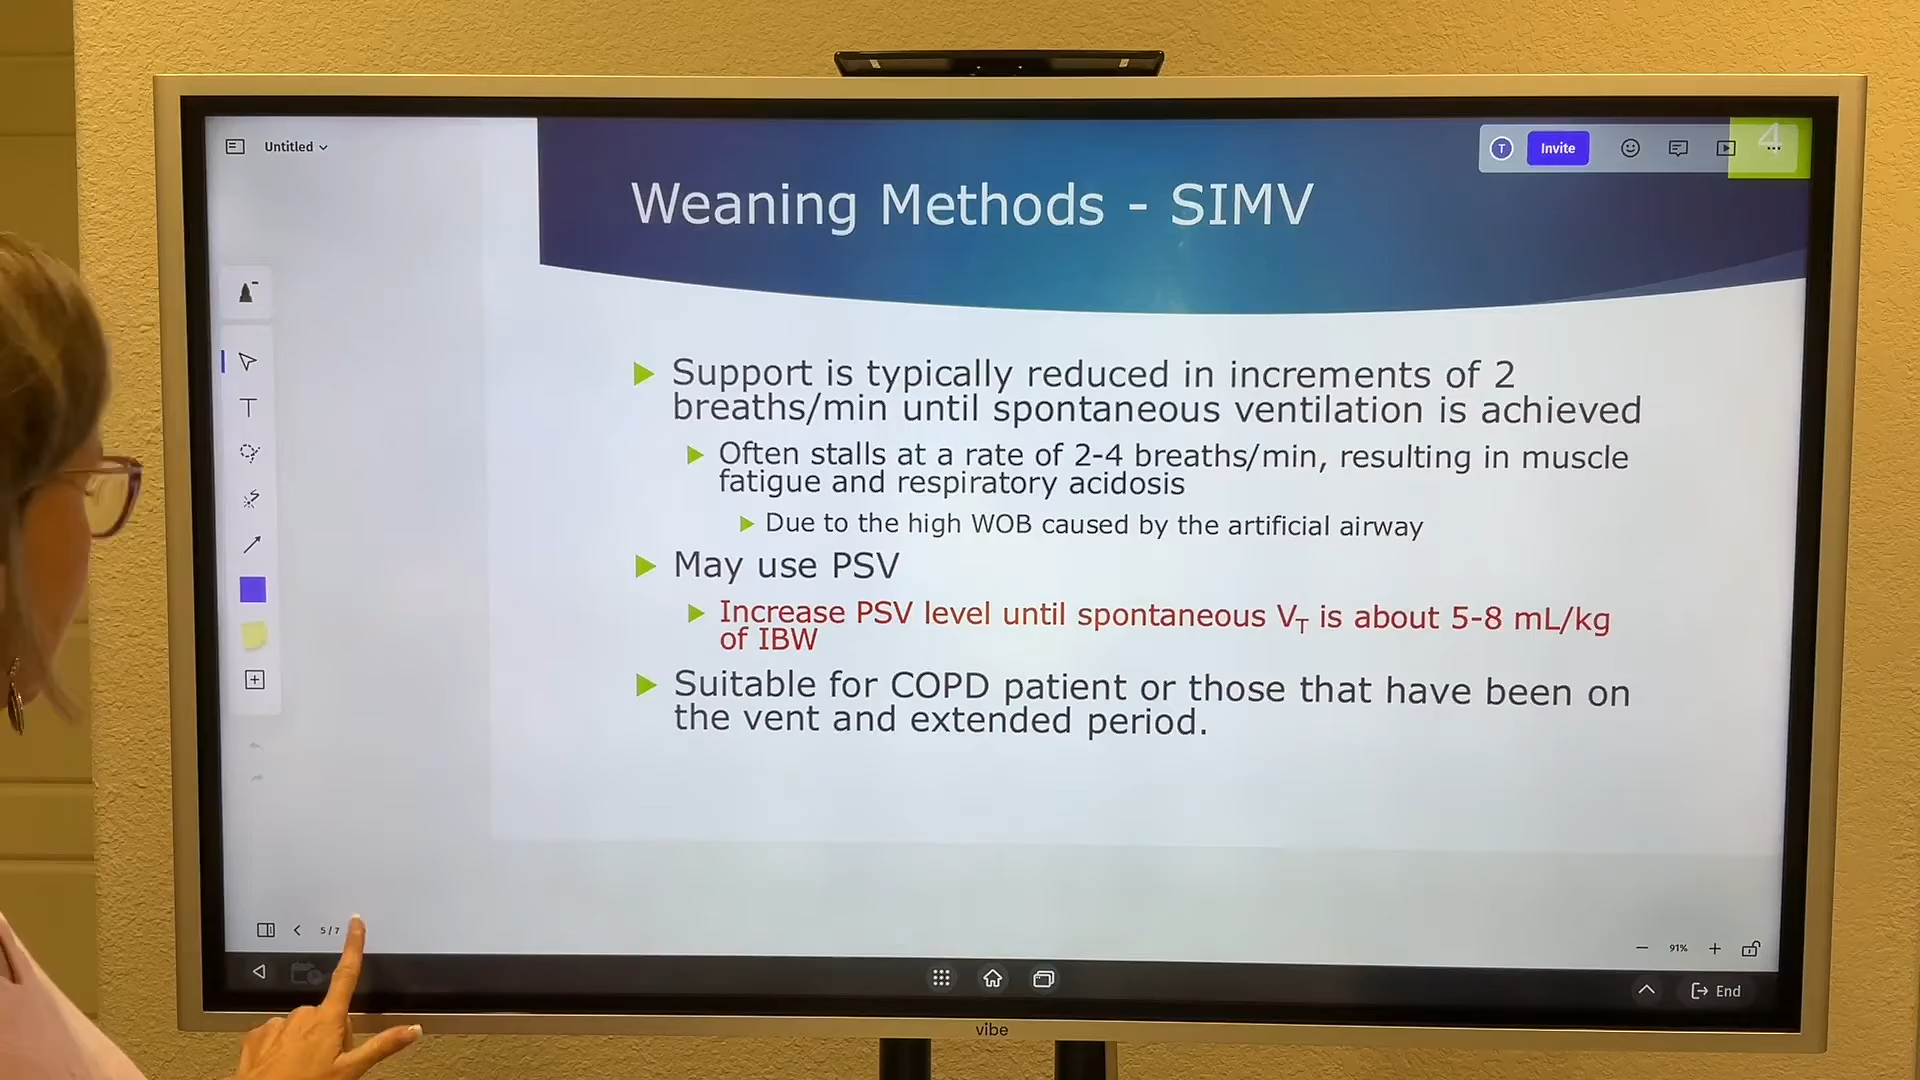 Untitled
T
Invite
4
Weaning Methods - SIMV
Support is typically reduced in increments of 2
breaths/min until spontaneous ventilation is achieved
Often stalls at a rate of 2-4 breaths/min, resulting in muscle
fatigue and respiratory acidosis
Due to the high WOB caused by the artificial airway
May use PSV
Increase PSV level until spontaneous VT is about 5-8 mL/kg
of IBW
Suitable for COPD patient or those that have been on
the vent and extended period.
5/7
91%
End
vibe